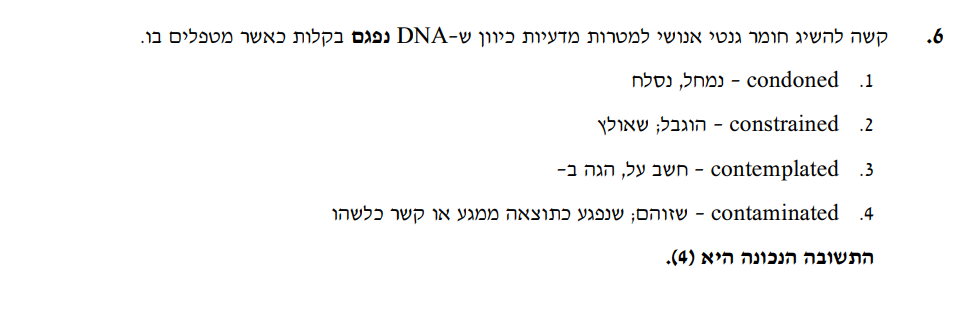 6. קשה להשיג חומר גנטי אנושי למטרות מדעיות כיוון ש-DNA נפגם בקלות כאשר מטפלים בו.
1. condoned - נמחל, נסלח
2. constrained - הוגבל; שאולץ
3. contemplated - חשב על, הגה ב-
4. contaminated - שזוהם; שנפגע כתוצאה ממגע או קשר כלשהו
התשובה הנכונה היא (4).